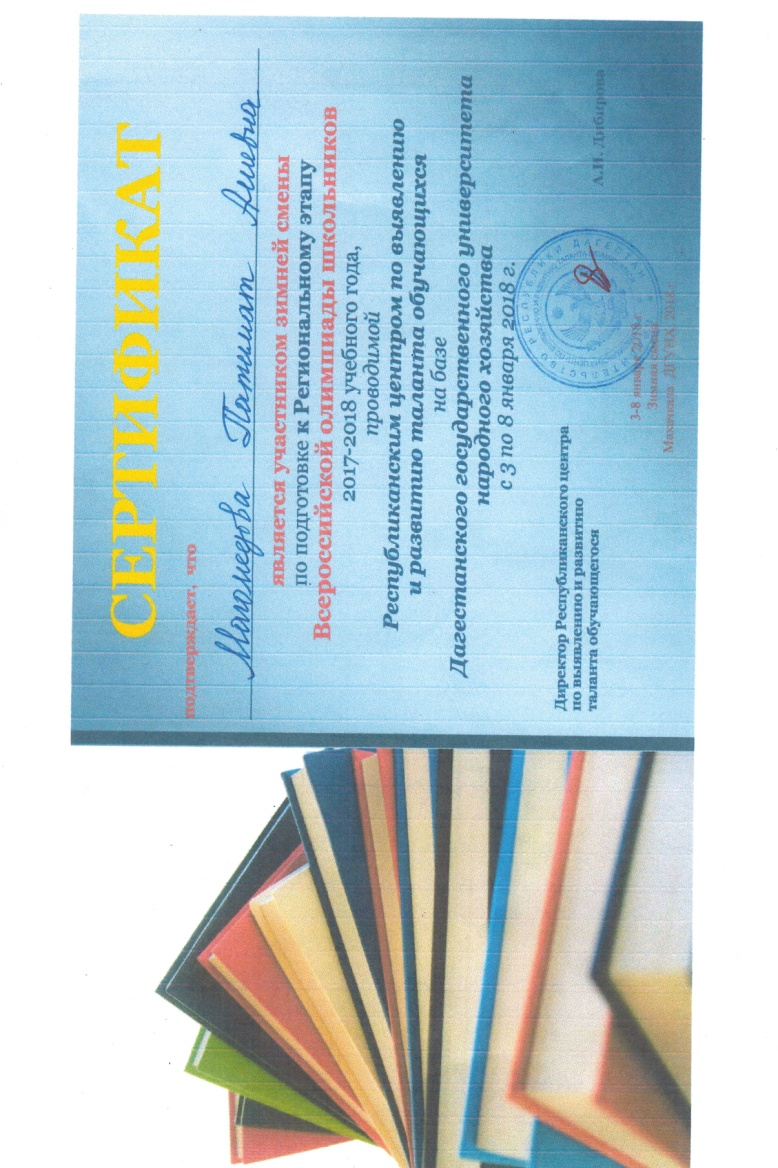 СЕРТИФИКАТ
подтверждает, что
Магомедова Патимат Алиевна
является участником зимней смены
по подготовке к Региональному этапу
Всероссийской олимпиады школьников
2017-2018 учебного года,
проводимой
Республиканским центром по выявлению
и развитию таланта обучающихся
на базе
Дагестанского государственного университета
народного хозяйства
с 3 по 8 января 2018 г.
Директор Республиканского центра
по выявлению и развитию
таланта обучающегося
А.И. Дибирова
3-8 января 2018 г.
Зимняя смена
Махачкала, ДГУНХ, 2018 г.